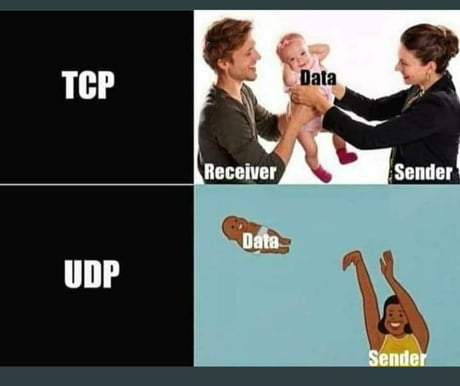 TCP
Data
Receiver
Sender
UDP
Data
Sender